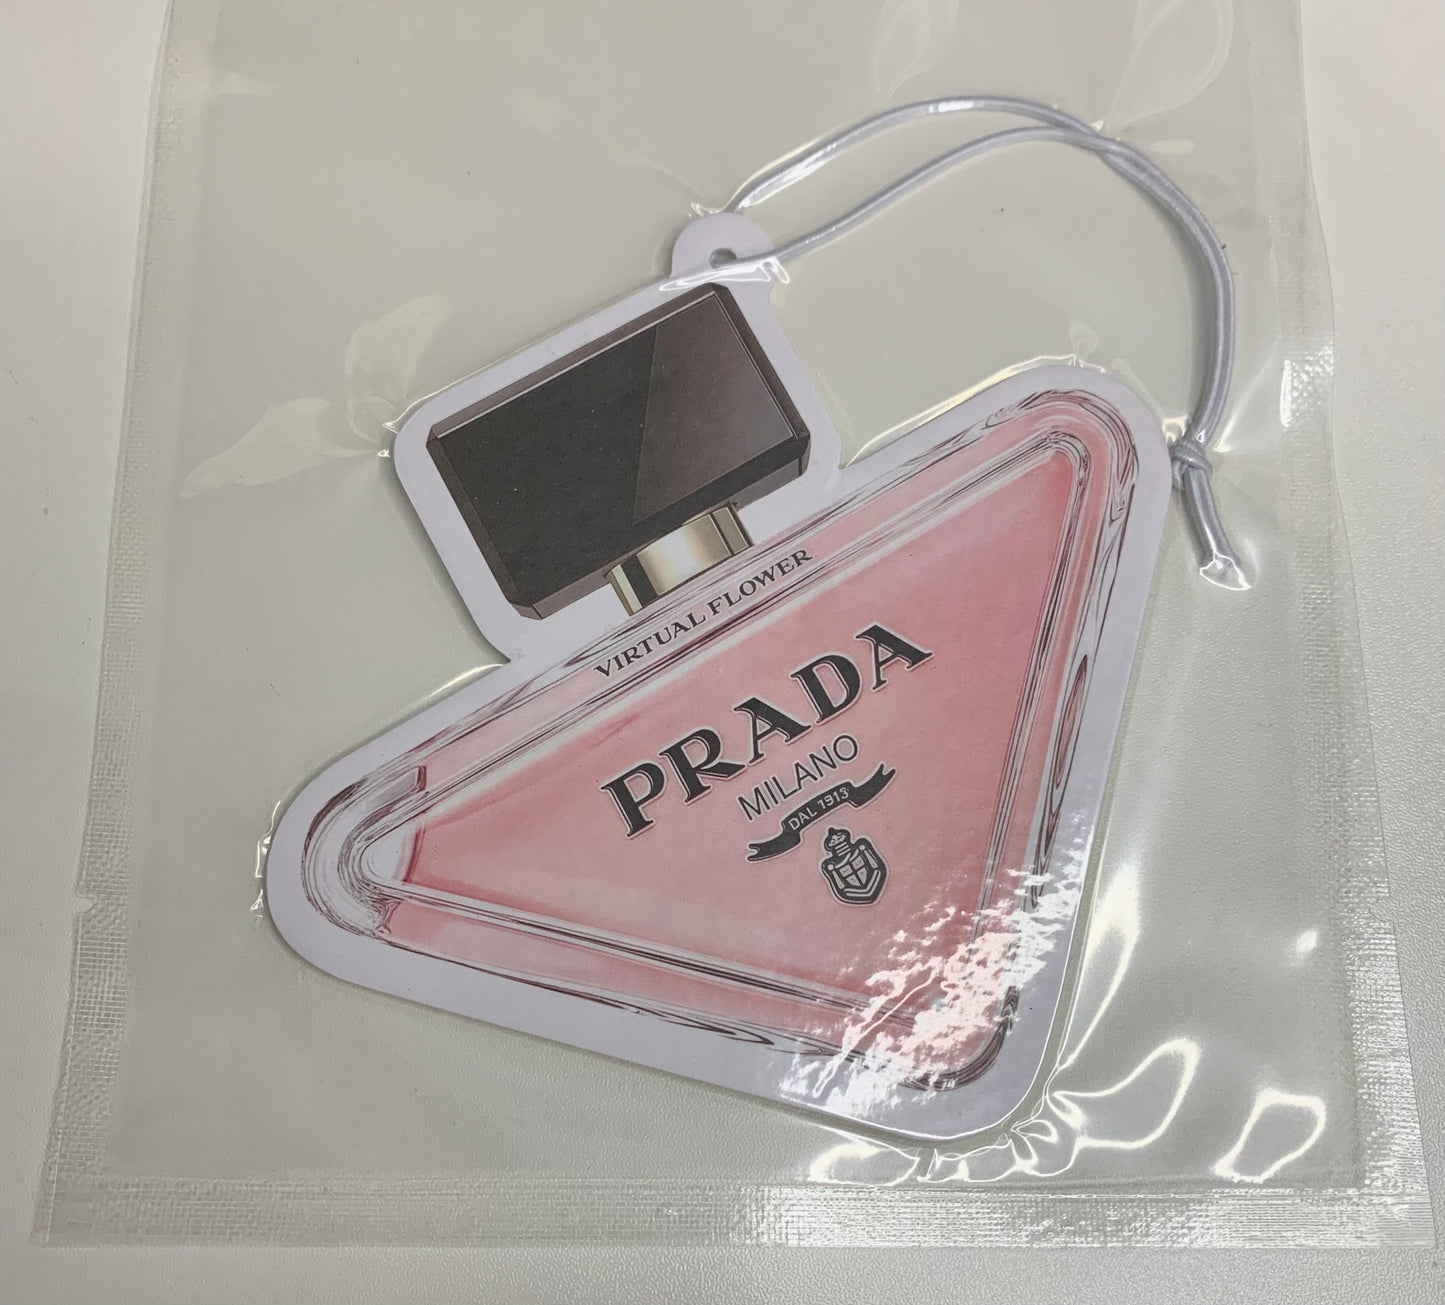 VIRTUAL FLOWER
PRADA
MILANO
DAL 1913